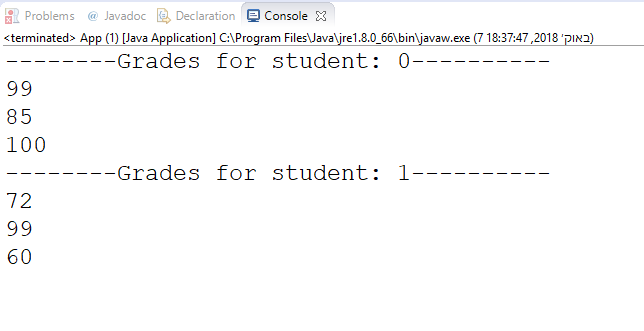 Problems @ Javadoc Declaration Console
<terminated> App (1) [Java Application] C:\Program Files\Java\jre1.8.0_66\bin\javaw.exe (7 באוק' 2018, 18:37:47)
--------Grades for student: 0----------
99
85
100
--------Grades for student: 1----------
72
99
60